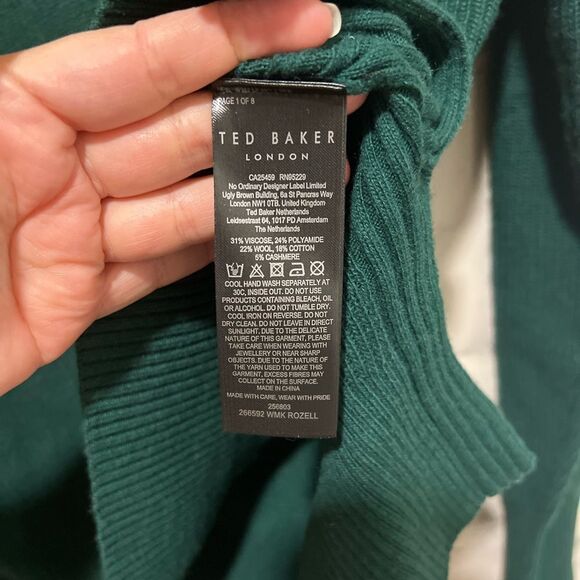 PAGE 1 OF 8
TED BAKER
LONDON
CA25459 RN95229
No Ordinary Designer Label Limited
Ugly Brown Building, 6a St Pancras Way
London NW1 0TB. United Kingdom
Ted Baker Netherlands
Leidsestraat 64, 1017 PD Amsterdam
The Netherlands
31% VISCOSE, 24% POLYAMIDE
22% WOOL, 18% COTTON
5% CASHMERE
COOL HAND WASH SEPARATELY AT
30C, INSIDE OUT. DO NOT USE
PRODUCTS CONTAINING BLEACH, OIL
OR ALCOHOL. DO NOT TUMBLE DRY.
COOL IRON ON REVERSE. DO NOT
DRY CLEAN. DO NOT LEAVE IN DIRECT
SUNLIGHT. DUE TO THE DELICATE
NATURE OF THIS GARMENT, PLEASE
TAKE CARE WHEN WEARING WITH
JEWELLERY OR NEAR SHARP
OBJECTS. DUE TO THE NATURE OF
THE YARN USED TO MAKE THIS
GARMENT, EXCESS FIBRES MAY
COLLECT ON THE SURFACE.
MADE IN CHINA
MADE WITH CARE, WEAR WITH PRIDE
256803
266592 WMK ROZELL